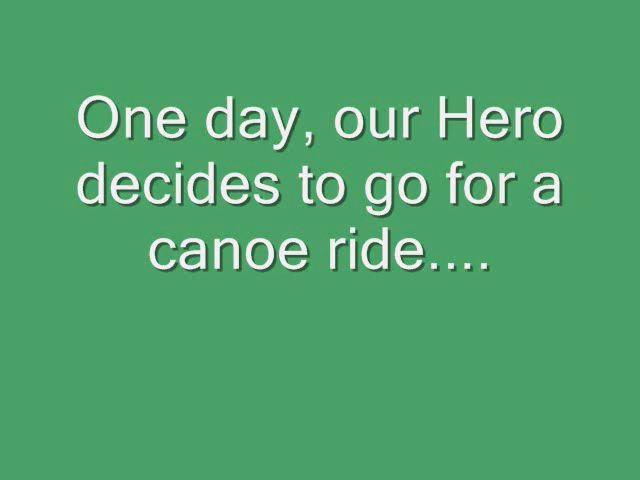 One day, our Hero
decides to go for a
canoe ride....